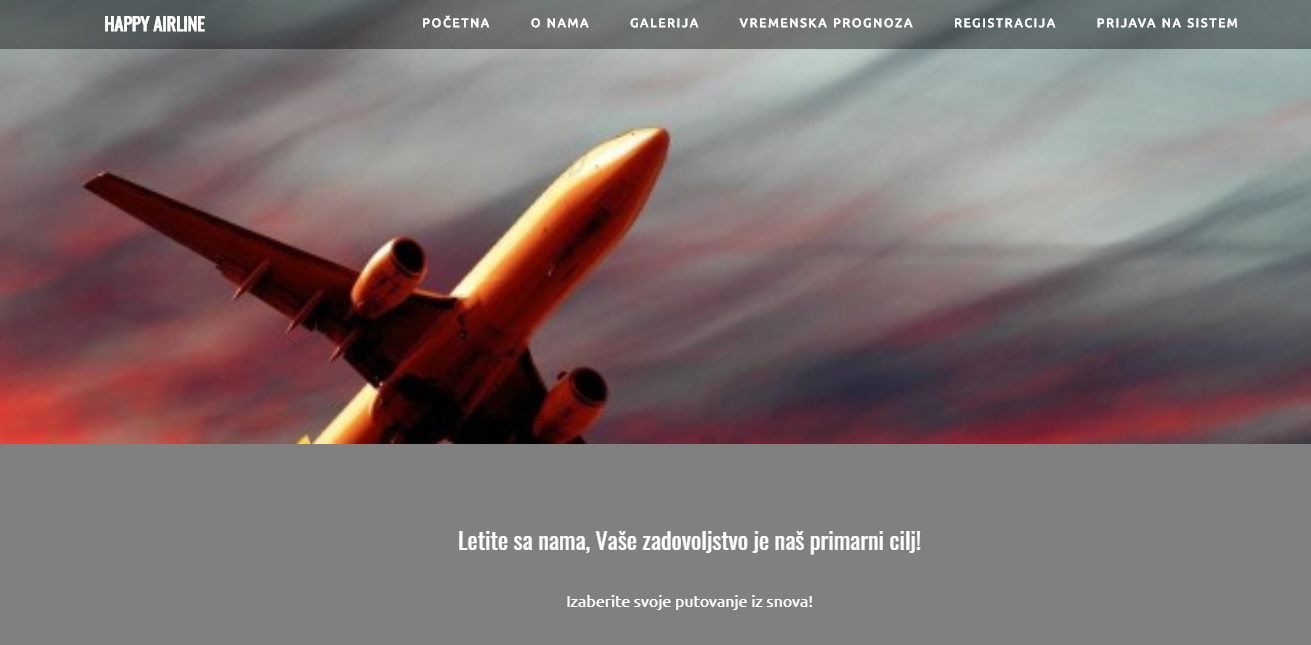 HAPPY AIRLINE
POČETNA O NAMA GALERIJA VREMENSKA PROGNOZA REGISTRACIJA PRIJAVA NA SISTEM
Letite sa nama, Vaše zadovoljstvo je naš primarni cilj!
Izaberite svoje putovanje iz snova!